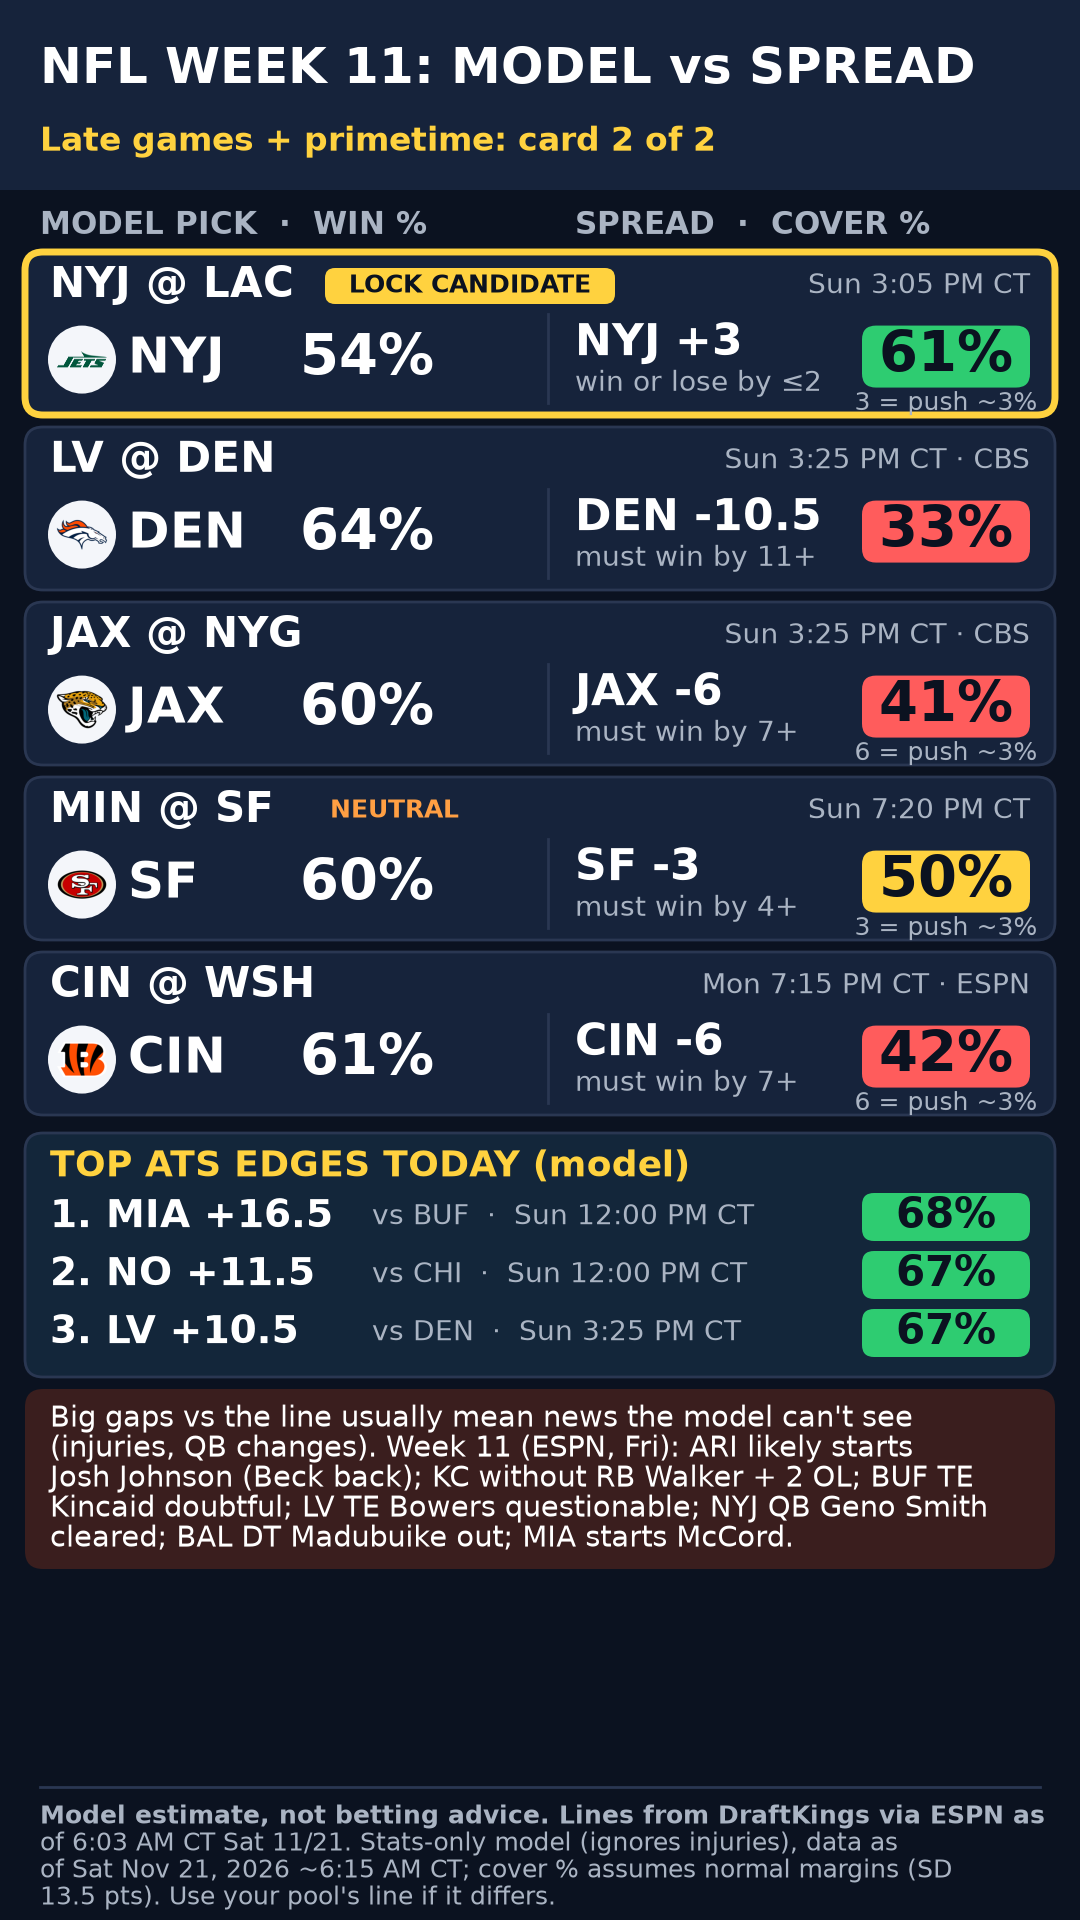 NFL WEEK 11: MODEL vs SPREAD
Late games + primetime: card 2 of 2
MODEL PICK · WIN % SPREAD · COVER %
NYJ @ LAC LOCK CANDIDATE Sun 3:05 PM CT
JETS NYJ 54% NYJ +3 61%
win or lose by ≤2
3 = push ~3%
LV @ DEN Sun 3:25 PM CT · CBS
DEN 64% DEN -10.5 33%
must win by 11+
JAX @ NYG Sun 3:25 PM CT · CBS
JAX 60% JAX -6 41%
must win by 7+
6 = push ~3%
MIN @ SF NEUTRAL Sun 7:20 PM CT
SF SF 60% SF -3 50%
must win by 4+
3 = push ~3%
CIN @ WSH Mon 7:15 PM CT · ESPN
B CIN 61% CIN -6 42%
must win by 7+
6 = push ~3%
TOP ATS EDGES TODAY (model)
1. MIA +16.5 vs BUF · Sun 12:00 PM CT 68%
2. NO +11.5 vs CHI · Sun 12:00 PM CT 67%
3. LV +10.5 vs DEN · Sun 3:25 PM CT 67%
Big gaps vs the line usually mean news the model can't see
(injuries, QB changes). Week 11 (ESPN, Fri): ARI likely starts
Josh Johnson (Beck back); KC without RB Walker + 2 OL; BUF TE
Kincaid doubtful; LV TE Bowers questionable; NYJ QB Geno Smith
cleared; BAL DT Madubuike out; MIA starts McCord.
Model estimate, not betting advice. Lines from DraftKings via ESPN as
of 6:03 AM CT Sat 11/21. Stats-only model (ignores injuries), data as
of Sat Nov 21, 2026 ~6:15 AM CT; cover % assumes normal margins (SD
13.5 pts). Use your pool's line if it differs.